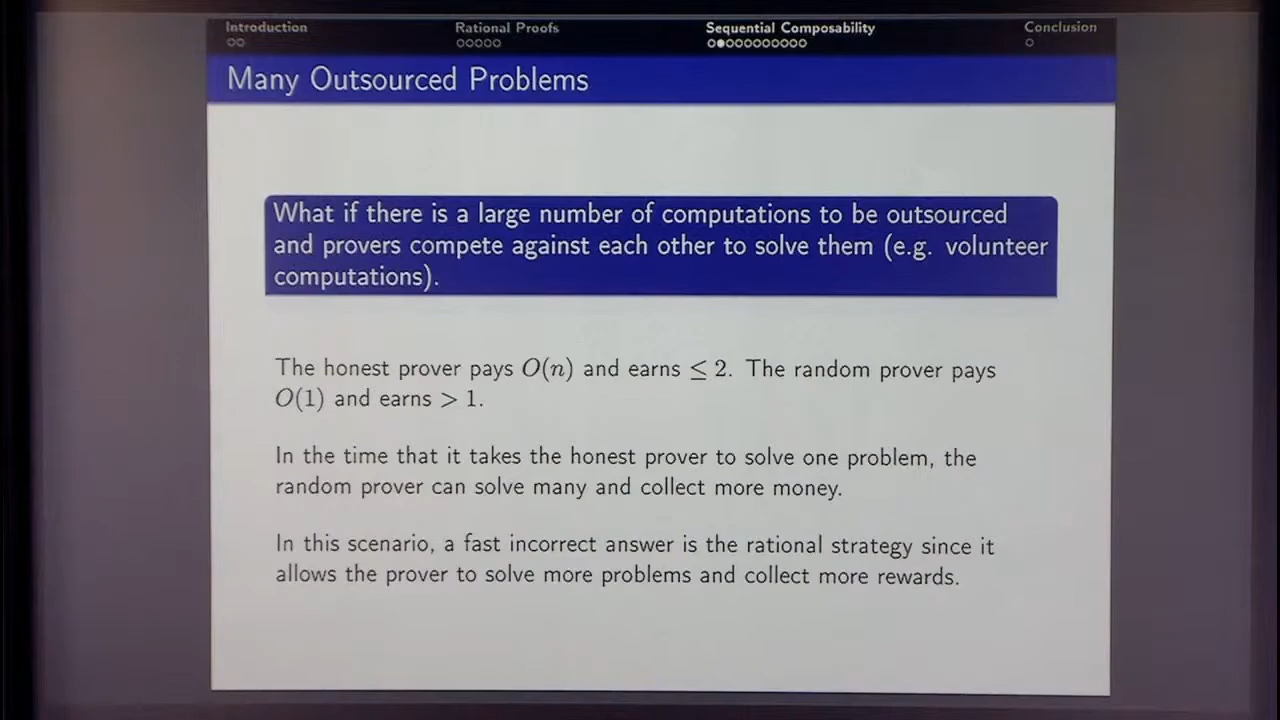 Introduction
Rational Proofs
Sequential Composability
Conclusion
Many Outsourced Problems
What if there is a large number of computations to be outsourced
and provers compete against each other to solve them (e.g. volunteer
computations).
The honest prover pays O(n) and earns ≤ 2. The random prover pays
O(1) and earns > 1.
In the time that it takes the honest prover to solve one problem, the
random prover can solve many and collect more money.
In this scenario, a fast incorrect answer is the rational strategy since it
allows the prover to solve more problems and collect more rewards.